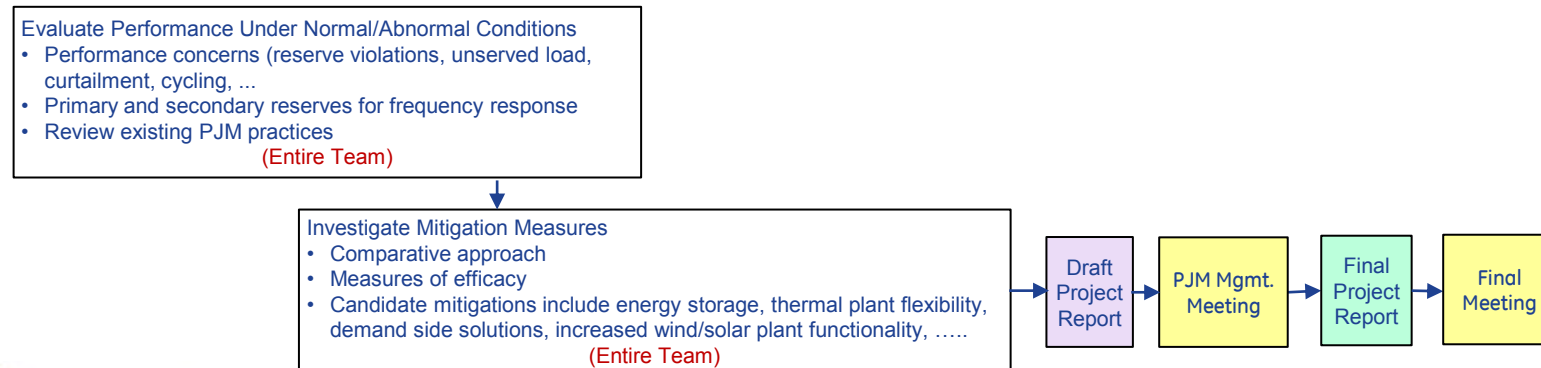 Evaluate Performance Under Normal/Abnormal Conditions
• Performance concerns (reserve violations, unserved load,
curtailment, cycling, ...
• Primary and secondary reserves for frequency response
• Review existing PJM practices
(Entire Team)
Investigate Mitigation Measures
• Comparative approach
• Measures of efficacy
• Candidate mitigations include energy storage, thermal plant flexibility,
demand side solutions, increased wind/solar plant functionality, …..
(Entire Team)
Draft
Project
Report
PJM Mgmt.
Meeting
Final
Project
Report
Final
Meeting